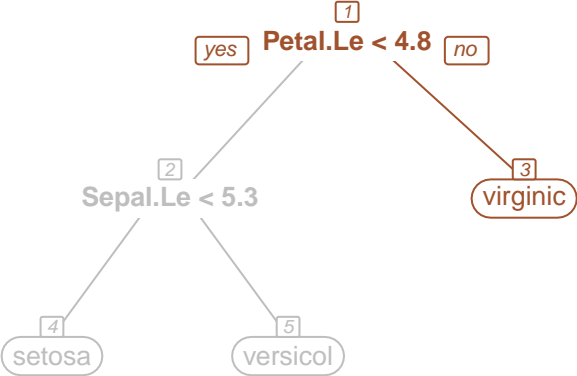 1
yes Petal.Le < 4.8 no
2
Sepal.Le < 5.3
3
virginic
4
setosa
5
versicol